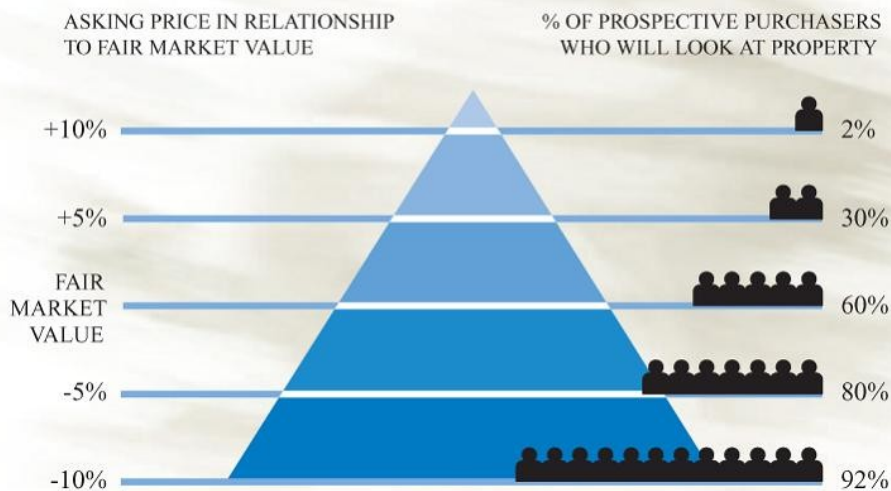 ASKING PRICE IN RELATIONSHIP
TO FAIR MARKET VALUE
% OF PROSPECTIVE PURCHASERS
WHO WILL LOOK AT PROPERTY
+10%
2%
+5%
30%
FAIR
MARKET
VALUE
60%
-5%
80%
-10%
92%